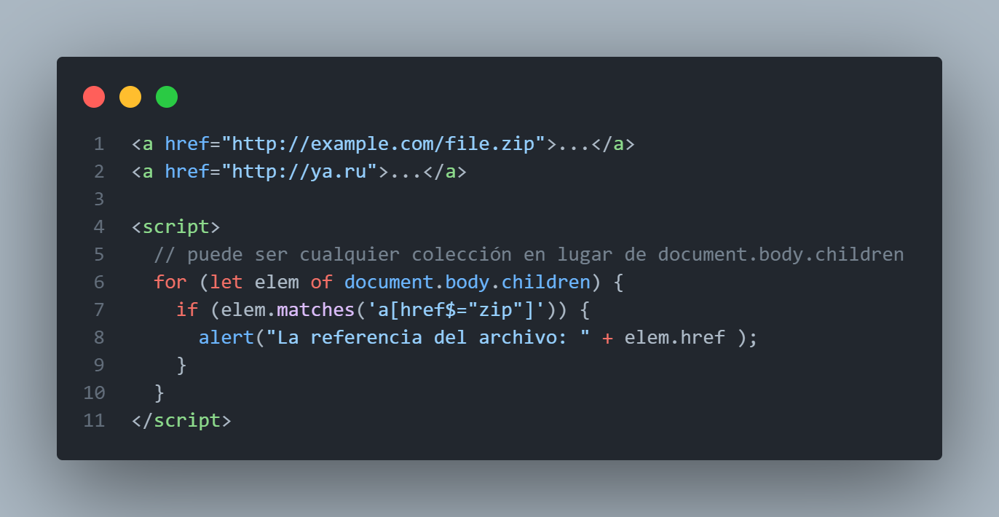 1 <a href="http://example.com/file.zip">...</a>
2 <a href="http://ya.ru">...</a>
3
4 <script>
5   // puede ser cualquier colección en lugar de document.body.children
6   for (let elem of document.body.children) {
7     if (elem.matches('a[href$="zip"]')) {
8       alert("La referencia del archivo: " + elem.href );
9     }
10   }
11 </script>